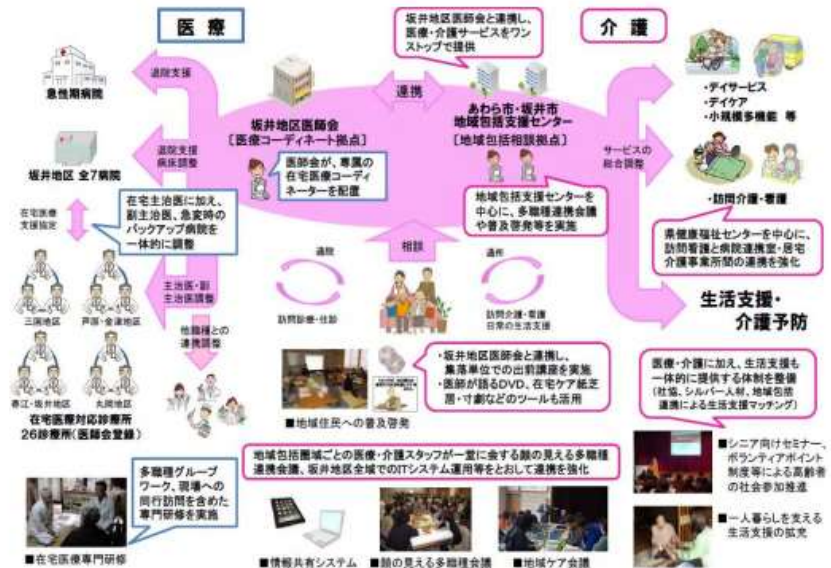 医療
介護
坂井地区医師会と連携し、
医療・介護サービスをワン
ストップで提供
急性期病院
退院支援
坂井地区医師会
[医療コーディネート拠点]
連携
あわら市・坂井市
地域包括支援センター
[地域包括相談拠点]
・デイサービス
・デイケア
・小規模多機能 等
坂井地区 全7病院
退院支援
病床調整
医師会が、専属の
在宅医療コーディ
ネーターを配置
サービスの
総合調整
・訪問介護・看護
在宅医療
支援協定
在宅主治医に加え、
副主治医、急変時の
バックアップ病院を
一体的に調整
地域包括支援センターを
中心に、多職種連携会議
や普及啓発等を実施
県健康福祉センターを中心に、
訪問看護と病院連携室・居宅
介護事業所間の連携を強化
相談
通院
訪問診療・往診
通所
訪問介護・看護
日常の生活支援
主治医・副
主治医調整
三国地区
芦原・金津地区
春江・坂井地区
丸岡地区
他職種との
連携調整
在宅医療対応診療所
26診療所(医師会登録)
生活支援・
介護予防
・坂井地区医師会と連携し、
集落単位での出前講座を実施
・医師が語るDVD、在宅ケア紙芝
居・寸劇などのツールも活用
■地域住民への普及啓発
医療・介護に加え、生活支援も
一体的に提供する体制を整備
(社協、シルバー人材、地域包括
連携による生活支援マッチング)
地域包括圏域ごとの医療・介護スタッフが一堂に会する顔の見える多職種
連携会議、坂井地区全域でのITシステム運用等をとおして連携を強化
多職種グループ
ワーク、現場への
同行訪問を含めた
専門研修を実施
■在宅医療専門研修
■情報共有システム
■顔の見える多職種会議
■地域ケア会議
■シニア向けセミナー、
ボランティアポイント
制度等による高齢者
の社会参加推進
■一人暮らしを支える
生活支援の拡充